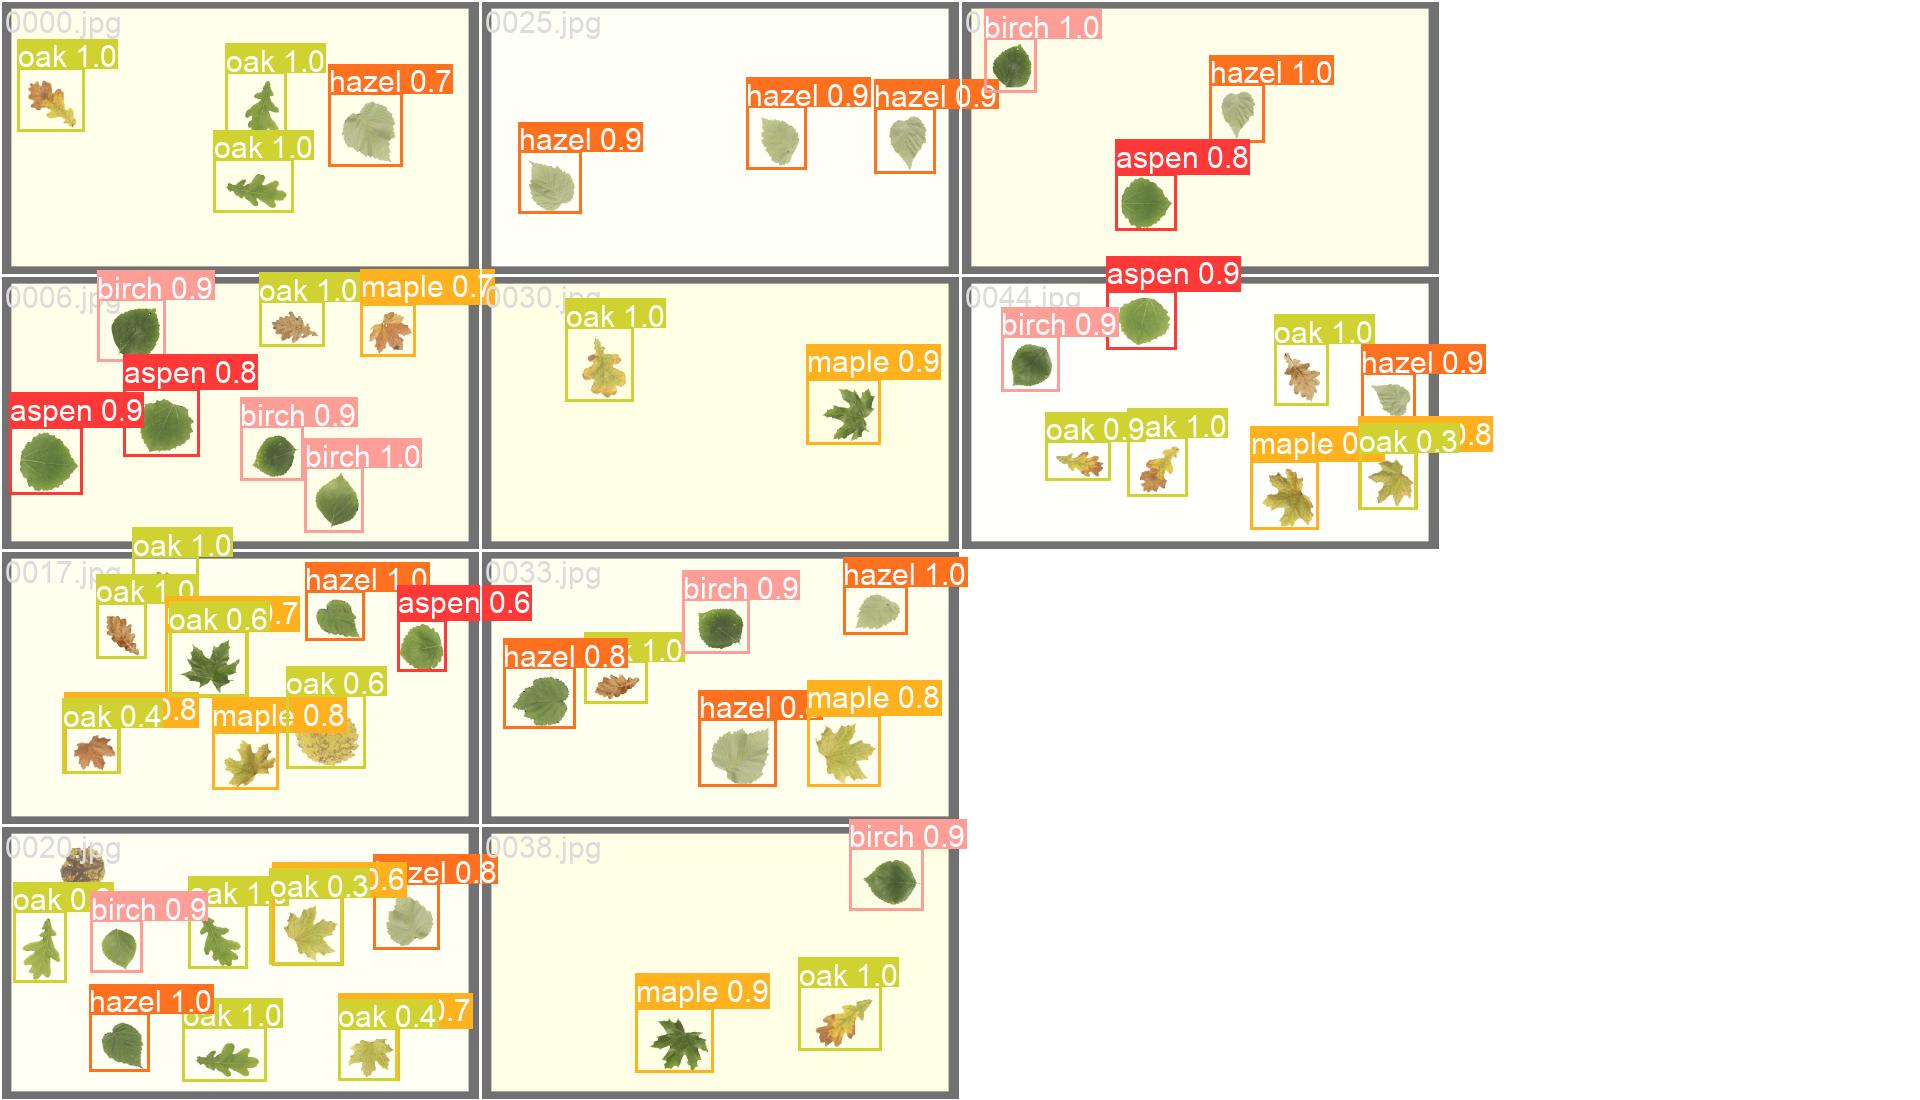 0000.jpg
oak 1.0
oak 1.0
hazel 0.7
oak 1.0
0025.jpg
hazel 0.9
hazel 0.9
hazel 0.9
birch 1.0
hazel 1.0
aspen 0.8
0006.jpg
birch 0.9
oak 1.0
maple 0.7
aspen 0.8
aspen 0.9
birch 0.9
birch 1.0
0030.jpg
oak 1.0
maple 0.9
0044.jpg
aspen 0.9
birch 0.9
oak 1.0
hazel 0.9
oak 0.9
ak 1.0
maple 0
oak 0.3
0.8
0017.jpg
oak 1.0
oak 1.0
hazel 1.0
aspen 0.6
oak 0.6
0.7
oak 0.6
oak 0.4
0.8
maple 0.8
0033.jpg
birch 0.9
hazel 1.0
hazel 0.8
k 1.0
hazel 0.
maple 0.8
0020.jpg
zel 0.8
oak 0.
birch 0.9
ak 1.
oak 0.3
0.6
hazel 1.0
oak 1.0
oak 0.4
0.7
0038.jpg
birch 0.9
maple 0.9
oak 1.0